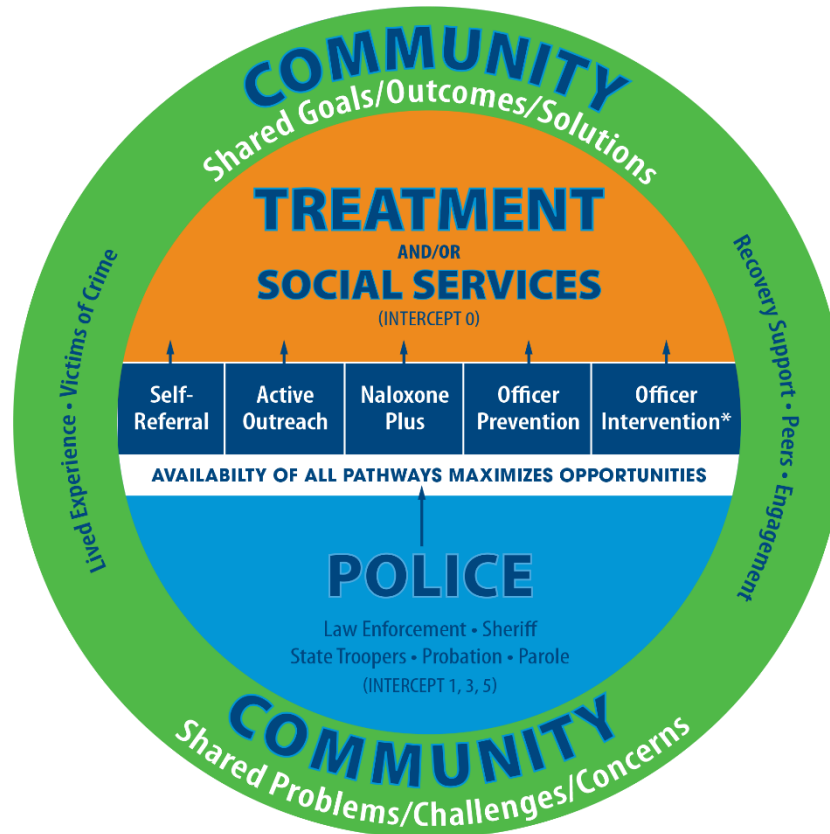 COMMUNITY
Shared Goals/Outcomes/Solutions
TREATMENT
AND/OR
SOCIAL SERVICES
(INTERCEPT 0)
Lived Experience • Victims of Crime
Recovery Support • Peers • Engagement
Self-
Referral
Active
Outreach
Naloxone
Plus
Officer
Prevention
Officer
Intervention*
AVAILABILTY OF ALL PATHWAYS MAXIMIZES OPPORTUNITIES
POLICE
Law Enforcement • Sheriff
State Troopers • Probation • Parole
(INTERCEPT 1, 3, 5)
COMMUNITY
Shared Problems/Challenges/Concerns